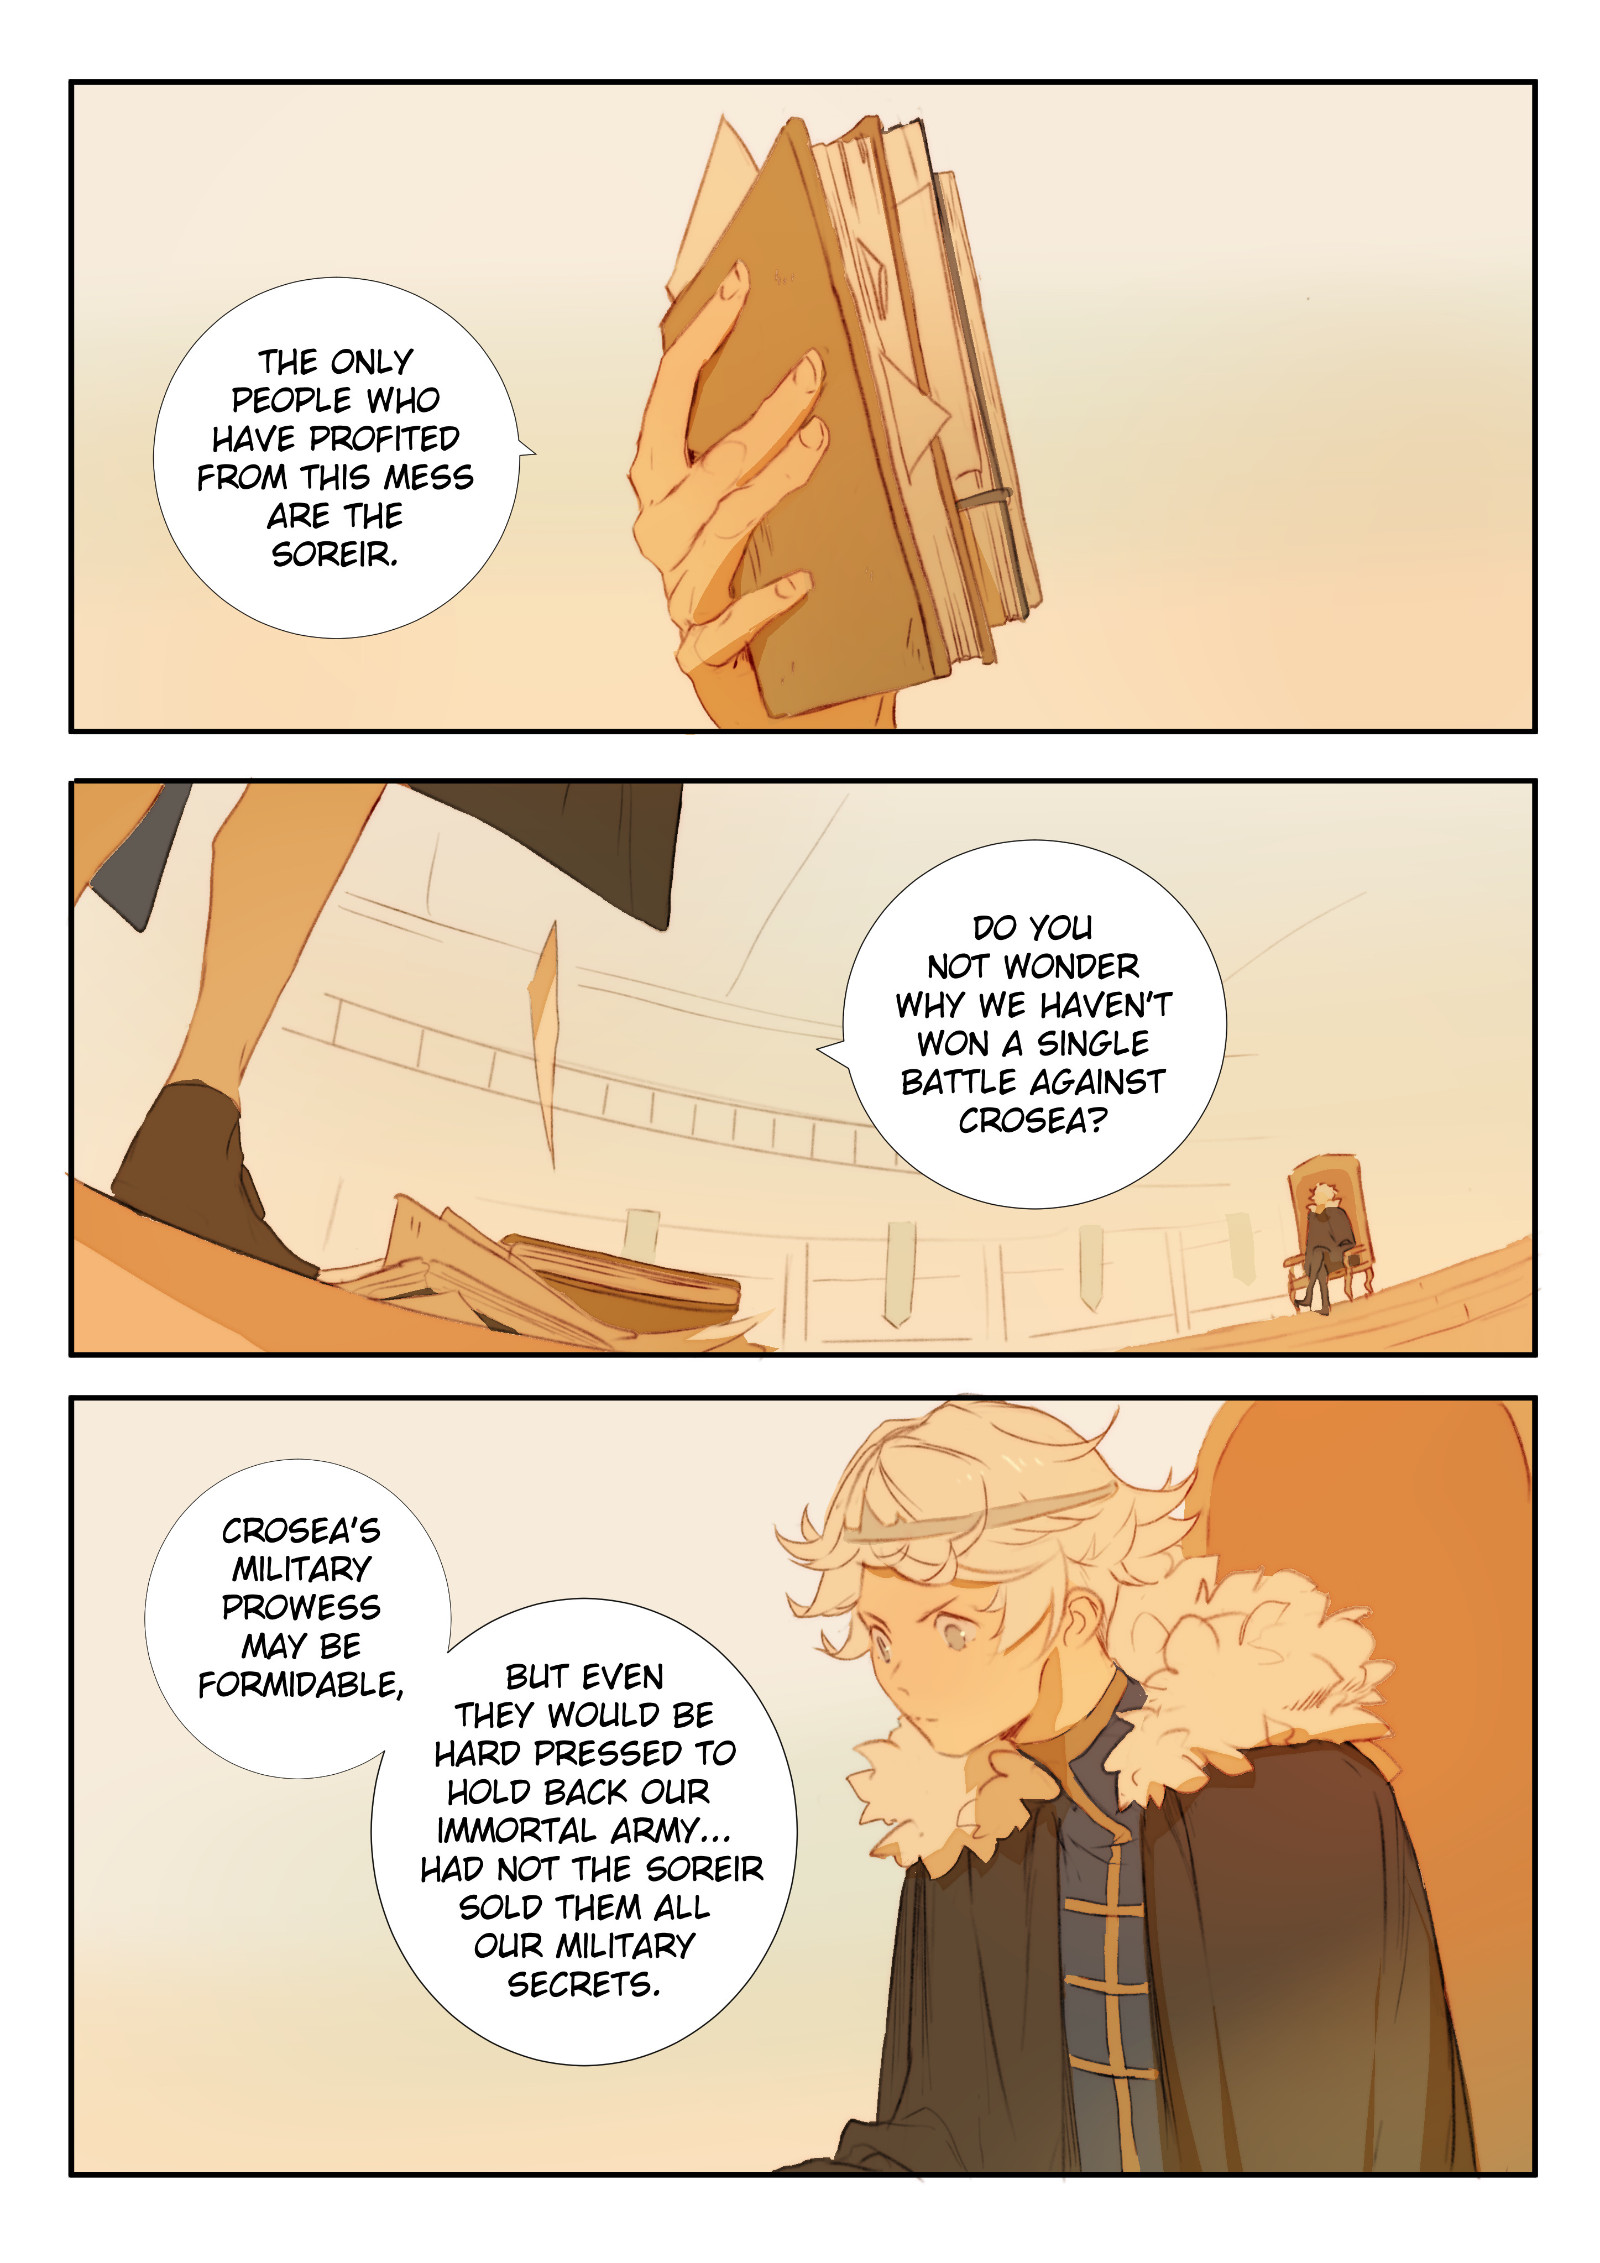 THE ONLY
PEOPLE WHO
HAVE PROFITED
FROM THIS MESS
ARE THE
SOREIR.
DO YOU
NOT WONDER
WHY WE HAVEN'T
WON A SINGLE
BATTLE AGAINST
CROSEA?
CROSEA'S
MILITARY
PROWESS
MAY BE
FORMIDABLE,
BUT EVEN
THEY WOULD BE
HARD PRESSED TO
HOLD BACK OUR
IMMORTAL ARMY...
HAD NOT THE SOREIR
SOLD THEM ALL
OUR MILITARY
SECRETS.